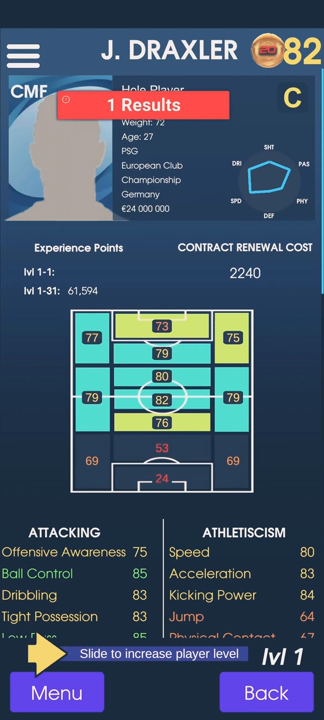 J. DRAXLER
82
CMF
Hole Player
1 Results
C
Weight: 72
Age: 27
PSG
European Club
Championship
Germany
€24 000 000
SHT
DRI
PAS
SPD
PHY
DEF
Experience Points
CONTRACT RENEWAL COST
lvl 1-1:
2240
lvl 1-31: 61,594
73
77
75
79
80
79
82
79
76
53
69
69
24
ATTACKING
ATHLETISCISM
Offensive Awareness 75
Speed 80
Ball Control 85
Acceleration 83
Dribbling 83
Kicking Power 84
Tight Possession 83
Jump 64
85
Physical Contact 67
Slide to increase player level
lvl 1
Menu
Back